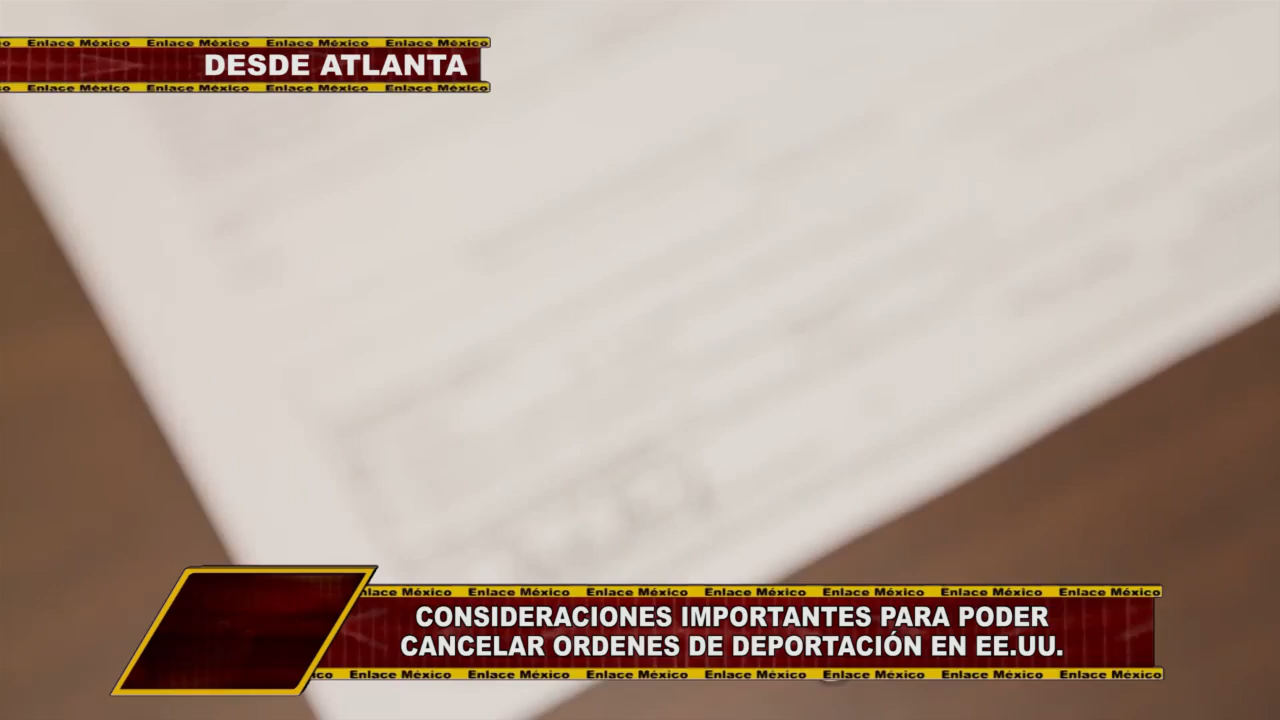 Enlace México Enlace México Enlace México Enlace México
DESDE ATLANTA
Enlace México Enlace México Enlace México Enlace México
Enlace México Enlace México Enlace México Enlace México Enlace México Enlace México
CONSIDERACIONES IMPORTANTES PARA PODER
CANCELAR ORDENES DE DEPORTACIÓN EN EE.UU.
Enlace México Enlace México Enlace México Enlace México Enlace México Enlace México Enlace México